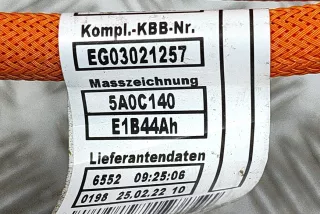 Kompl.-KBB-Nr.
EG03021257
Masszeichnung
5A0C140
E1B44Ah
Lieferantendaten
6552 09:25:06
0198 25.02.22 10